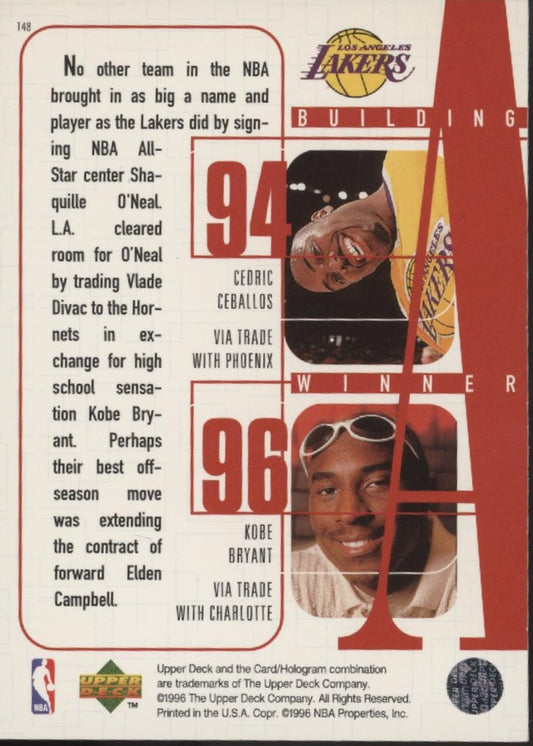 148
LOS ANGELES
LAKERS
BUILDING
A
WINNER
No other team in the NBA
brought in as big a name and
player as the Lakers did by sign-
ing NBA All-
Star center Sha-
quille O'Neal.
L.A. cleared
room for O'Neal
by trading Vlade
Divac to the Hor-
nets in ex-
change for high
school sensa-
tion Kobe Bry-
ant. Perhaps
their best off-
season move
was extending
the contract of
forward Elden
Campbell.
94
CEDRIC
CEBALLOS
VIA TRADE
WITH PHOENIX
LOS ANGELES
LAKERS
96
KOBE
BRYANT
VIA TRADE
WITH CHARLOTTE
NBA
UPPER
DECK
TM
Upper Deck and the Card/Hologram combination
are trademarks of The Upper Deck Company.
©1996 The Upper Deck Company. All Rights Reserved.
Printed in the U.S.A. Copr. ©1996 NBA Properties, Inc.